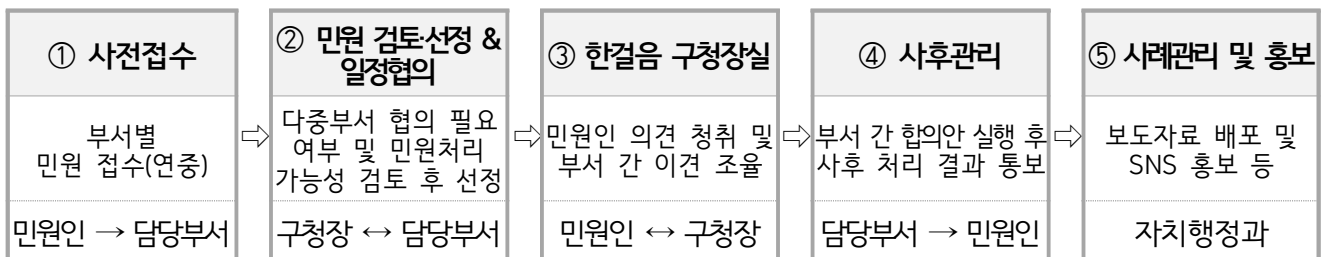 ① 사전접수
부서별
민원 접수(연중)
민원인 → 담당부서
⇨
② 민원 검토·선정 &
일정협의
다중부서 협의 필요
여부 및 민원처리
가능성 검토 후 선정
구청장 ↔ 담당부서
⇨
③ 한걸음 구청장실
민원인 의견 청취 및
부서 간 이견 조율
민원인 ↔ 구청장
⇨
④ 사후관리
부서 간 합의안 실행 후
사후 처리 결과 통보
담당부서 → 민원인
⇨
⑤ 사례관리 및 홍보
보도자료 배포 및
SNS 홍보 등
자치행정과